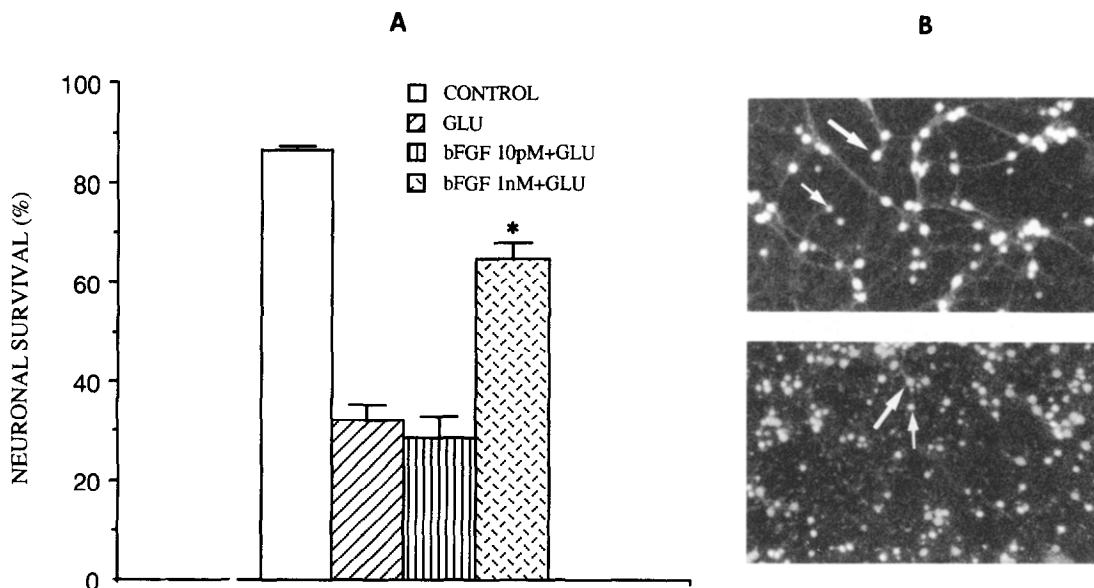 A
B
100
80
60
40
20
0
NEURONAL SURVIVAL (%)
CONTROL
GLU
bFGF 10pM+GLU
bFGF 1nM+GLU
*